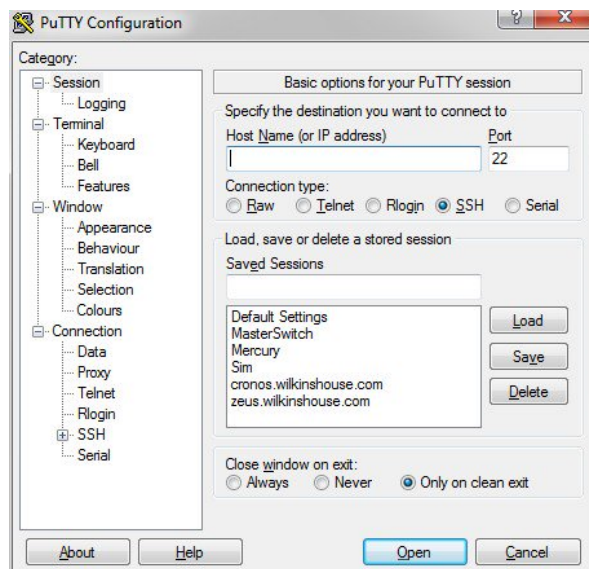 PuTTY Configuration
?
X
Category:
Session
Logging
Terminal
Keyboard
Bell
Features
Window
Appearance
Behaviour
Translation
Selection
Colours
Connection
Data
Proxy
Telnet
Rlogin
SSH
Serial
Basic options for your PuTTY session
Specify the destination you want to connect to
Host Name (or IP address)
Port
22
Connection type:
Raw Telnet Rlogin SSH Serial
Load, save or delete a stored session
Saved Sessions
Default Settings
MasterSwitch
Mercury
Sim
cronos.wilkinshouse.com
zeus.wilkinshouse.com
Load
Save
Delete
Close window on exit:
Always Never Only on clean exit
About Help Open Cancel